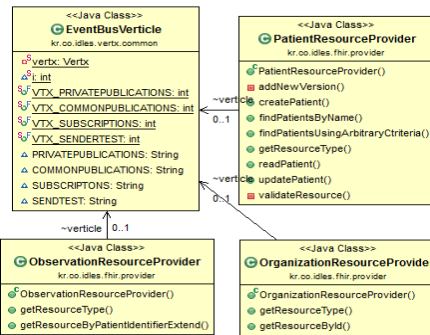 <<Java Class>>
EventBusVerticle
kr.co.idles.vertx.common
vertx: Vertx
i: int
VTX_PRIVATEPUBLICATIONS: int
VTX_COMMONPUBLICATIONS: int
VTX_SUBSCRIPTIONS: int
VTX_SENDERTEST: int
PRIVATEPUBLICATIONS: String
COMMONPUBLICATIONS: String
SUBSCRIPTONS: String
SENDTEST: String
<<Java Class>>
PatientResourceProvider
kr.co.idles.fhir.provider
PatientResourceProvider()
addNewVersion()
createPatient()
findPatientsByName()
findPatientsUsingArbitraryCtriteria()
getResourceType()
readPatient()
updatePatient()
validateResource()
~verticle
0..1
~verticle
0..1
~verticle 0..1
<<Java Class>>
ObservationResourceProvider
kr.co.idles.fhir.provider
ObservationResourceProvider()
getResourceType()
getResourceByPatientIdentifierExtend()
<<Java Class>>
OrganizationResourceProvide
kr.co.idles.fhir.provider
OrganizationResourceProvider()
getResourceType()
getResourceById()